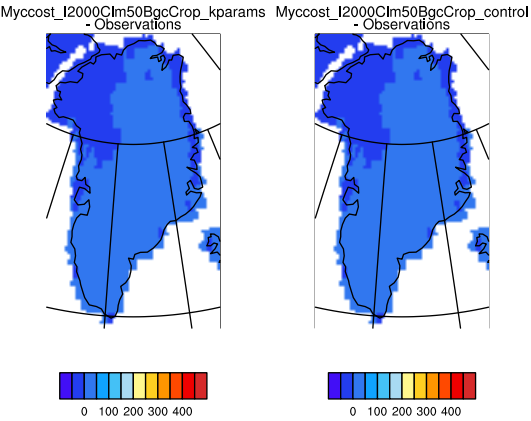 Myccost_I2000Clm50BgcCrop_kparams
- Observations
Myccost_I2000Clm50BgcCrop_control
- Observations
0 100 200 300 400
0 100 200 300 400